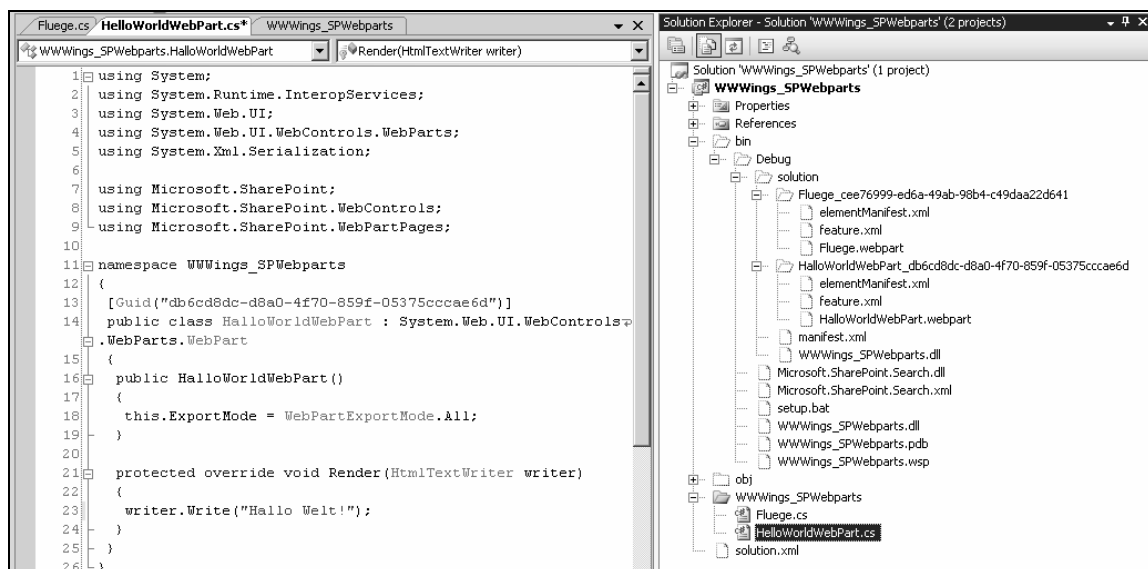 Fluege.cs HelloWorldWebPart.cs* WWWings_SPWebparts
WWWings_SPWebparts.HalloWorldWebPart Render(HtmlTextWriter writer)
1 using System;
2 using System.Runtime.InteropServices;
3 using System.Web.UI;
4 using System.Web.UI.WebControls.WebParts;
5 using System.Xml.Serialization;
6
7 using Microsoft.SharePoint;
8 using Microsoft.SharePoint.WebControls;
9 using Microsoft.SharePoint.WebPartPages;
10
11 namespace WWWings_SPWebparts
12 {
13 [Guid("db6cd8dc-d8a0-4f70-859f-05375cccae6d")]
14 public class HalloWorldWebPart : System.Web.UI.WebControls
.WebParts.WebPart
15 {
16 public HalloWorldWebPart()
17 {
18 this.ExportMode = WebPartExportMode.All;
19 }
20
21 protected override void Render(HtmlTextWriter writer)
22 {
23 writer.Write("Hallo Welt!");
24 }
25 }
26 }
Solution Explorer - Solution 'WWWings_SPWebparts' (2 projects)
Solution 'WWWings_SPWebparts' (1 project)
WWWings_SPWebparts
Properties
References
bin
Debug
solution
Fluege_cee76999-ed6a-49ab-98b4-c49daa22d641
elementManifest.xml
feature.xml
Fluege.webpart
HalloWorldWebPart_db6cd8dc-d8a0-4f70-859f-05375cccae6d
elementManifest.xml
feature.xml
HalloWorldWebPart.webpart
manifest.xml
WWWings_SPWebparts.dll
Microsoft.SharePoint.Search.dll
Microsoft.SharePoint.Search.xml
setup.bat
WWWings_SPWebparts.dll
WWWings_SPWebparts.pdb
WWWings_SPWebparts.wsp
obj
WWWings_SPWebparts
Fluege.cs
HelloWorldWebPart.cs
solution.xml